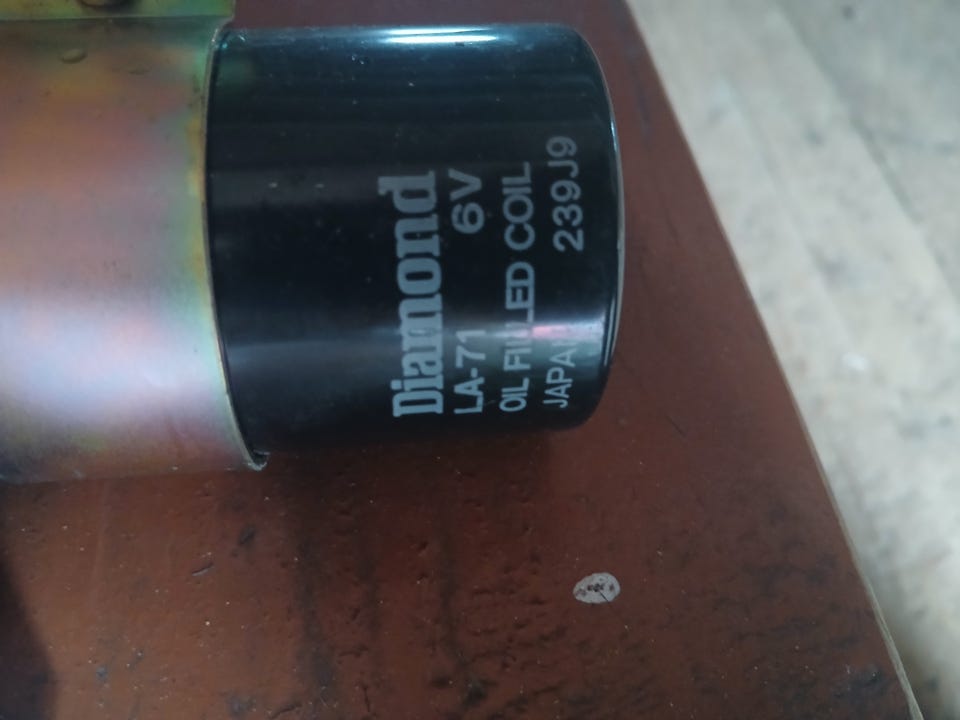 Diamond
LA-71 6V
OIL FILLED COIL
JAPAN 239J9